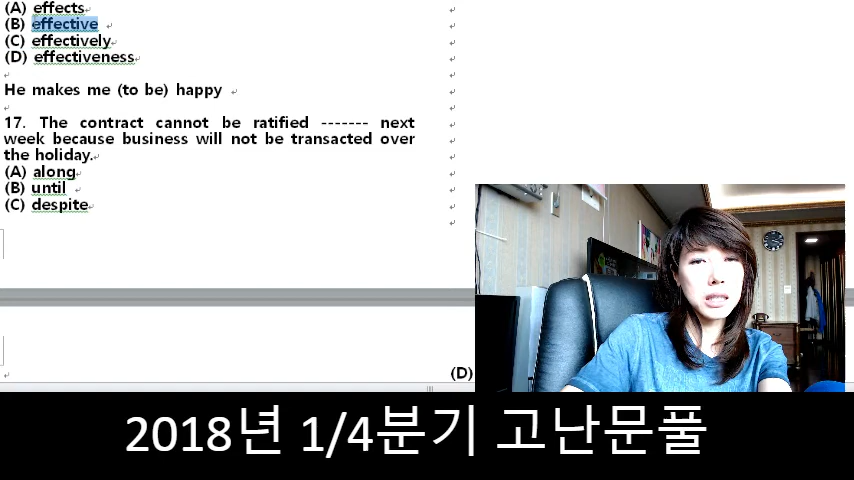 (A) effects
(B) effective
(C) effectively
(D) effectiveness
He makes me (to be) happy
17. The contract cannot be ratified ------- next
week because business will not be transacted over
the holiday.
(A) along
(B) until
(C) despite
(D)
2018년 1/4분기 고난문풀